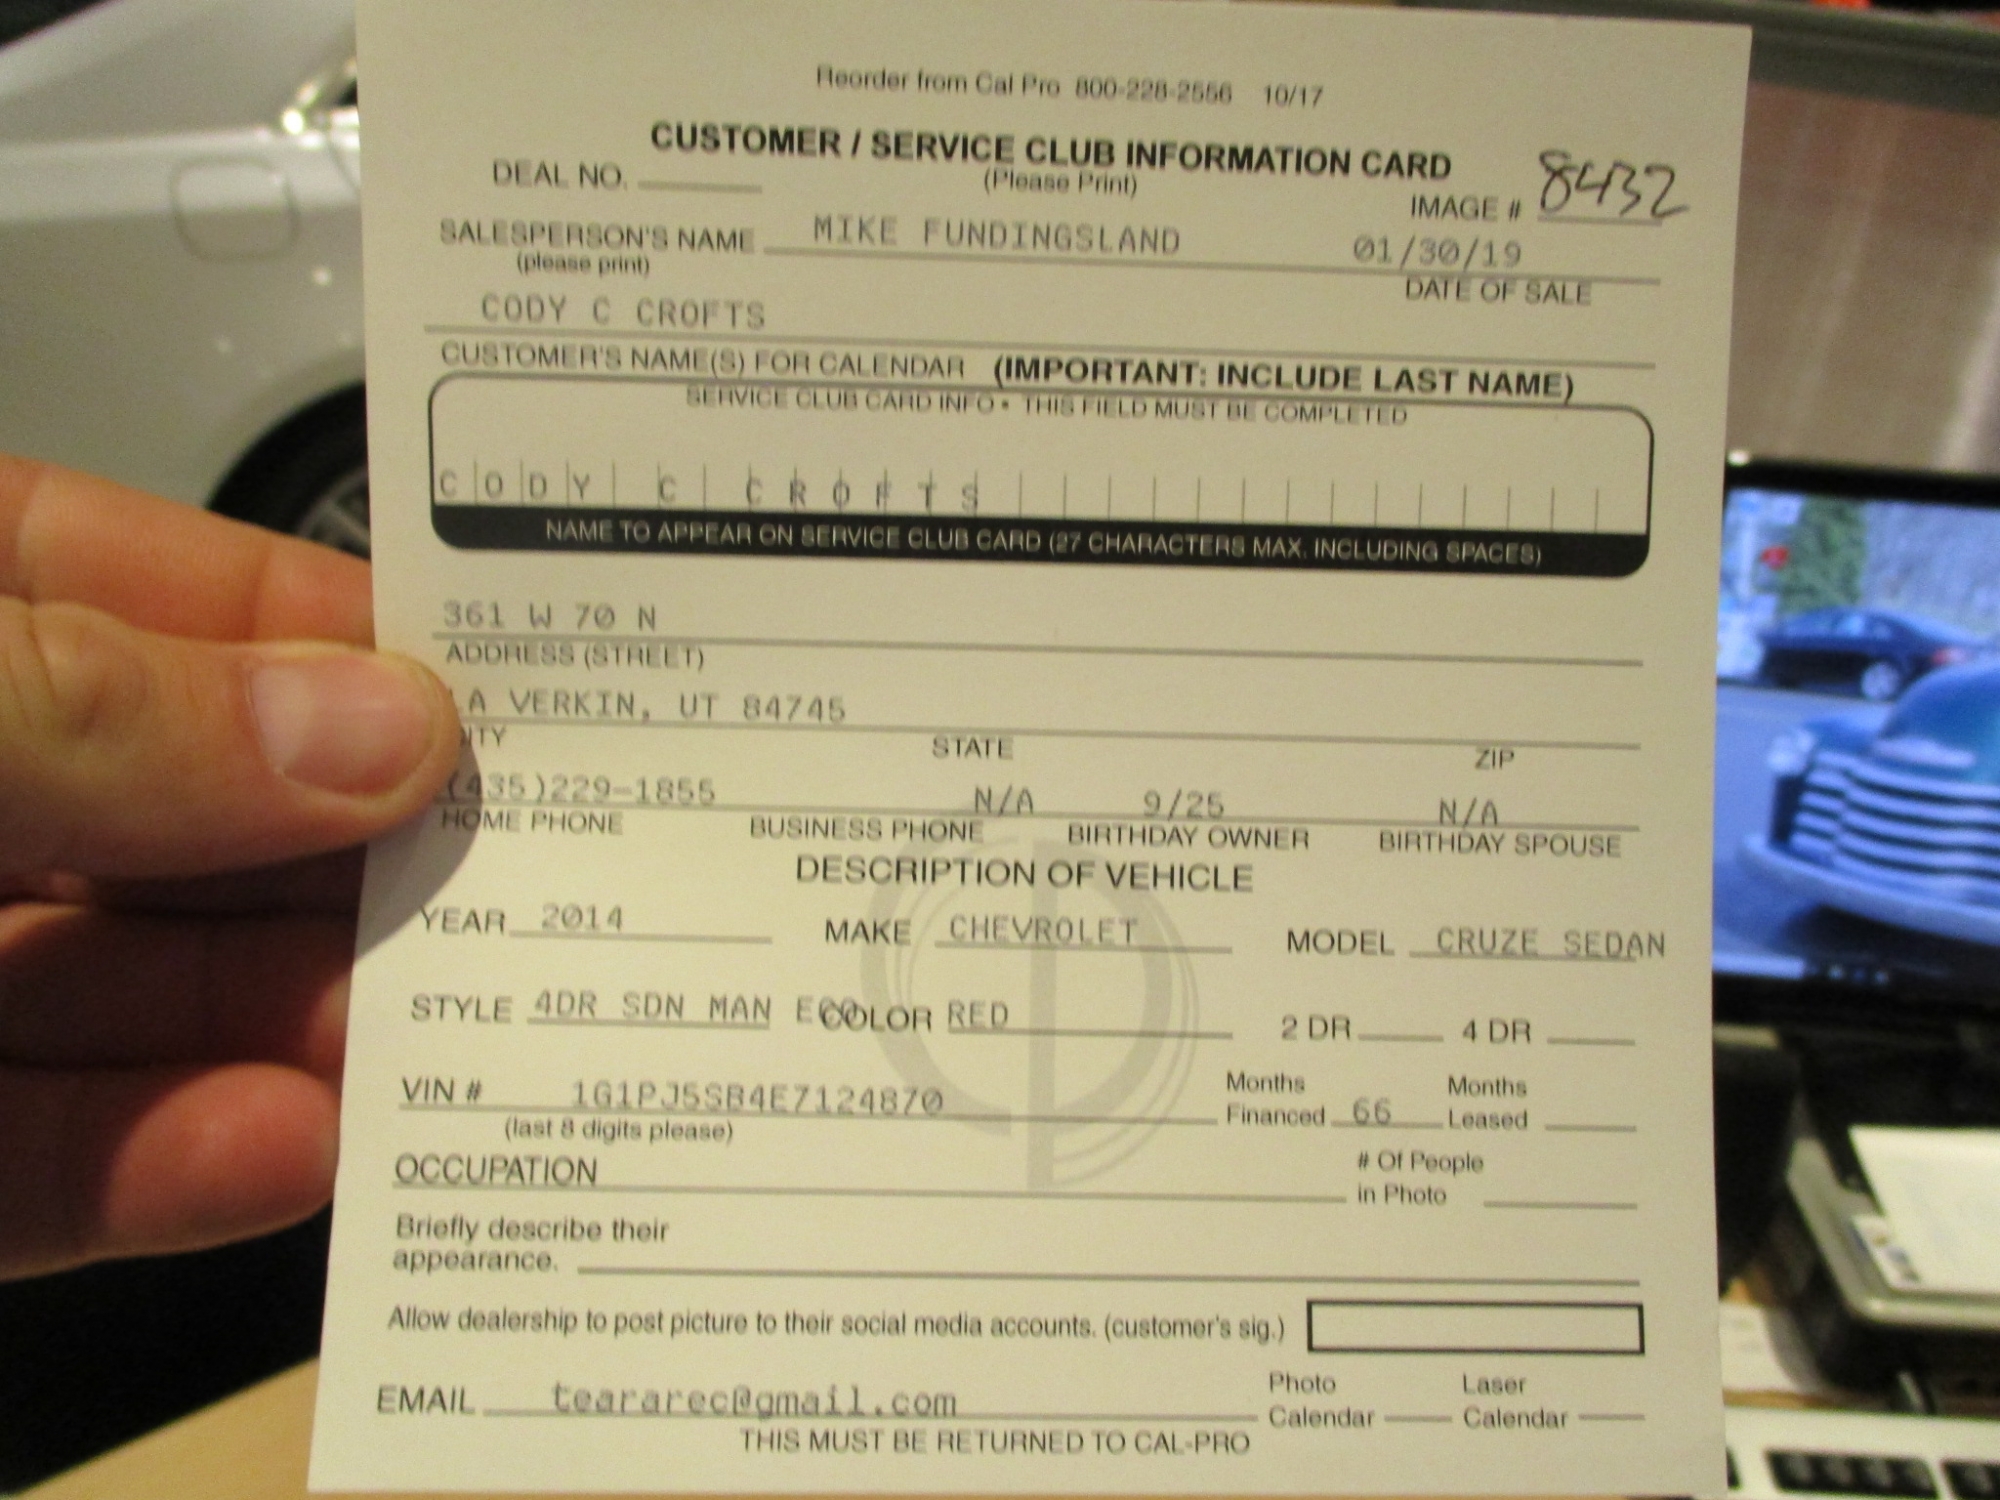 Reorder from Cal Pro 800-228-2556 10/17
CUSTOMER / SERVICE CLUB INFORMATION CARD
DEAL NO. (Please Print)
IMAGE # 8432
SALESPERSON'S NAME MIKE FUNDINGSLAND 01/30/19
(please print) DATE OF SALE
CODY C CROFTS
CUSTOMER'S NAME(S) FOR CALENDAR (IMPORTANT: INCLUDE LAST NAME)
SERVICE CLUB CARD INFO • THIS FIELD MUST BE COMPLETED
CODY C CROFTS
NAME TO APPEAR ON SERVICE CLUB CARD (27 CHARACTERS MAX. INCLUDING SPACES)
361 W 70 N
ADDRESS (STREET)
LA VERKIN, UT 84745
CITY STATE ZIP
(435)229-1855 N/A 9/25 N/A
HOME PHONE BUSINESS PHONE BIRTHDAY OWNER BIRTHDAY SPOUSE
DESCRIPTION OF VEHICLE
YEAR 2014 MAKE CHEVROLET MODEL CRUZE SEDAN
STYLE 4DR SDN MAN ECO COLOR RED 2 DR 4 DR
VIN # 1G1PJ5SB4E7124870 Months Financed 66 Months Leased
(last 8 digits please)
OCCUPATION # Of People in Photo
Briefly describe their
appearance.
Allow dealership to post picture to their social media accounts. (customer's sig.)
EMAIL teararec@gmail.com Photo Calendar Laser Calendar
THIS MUST BE RETURNED TO CAL-PRO